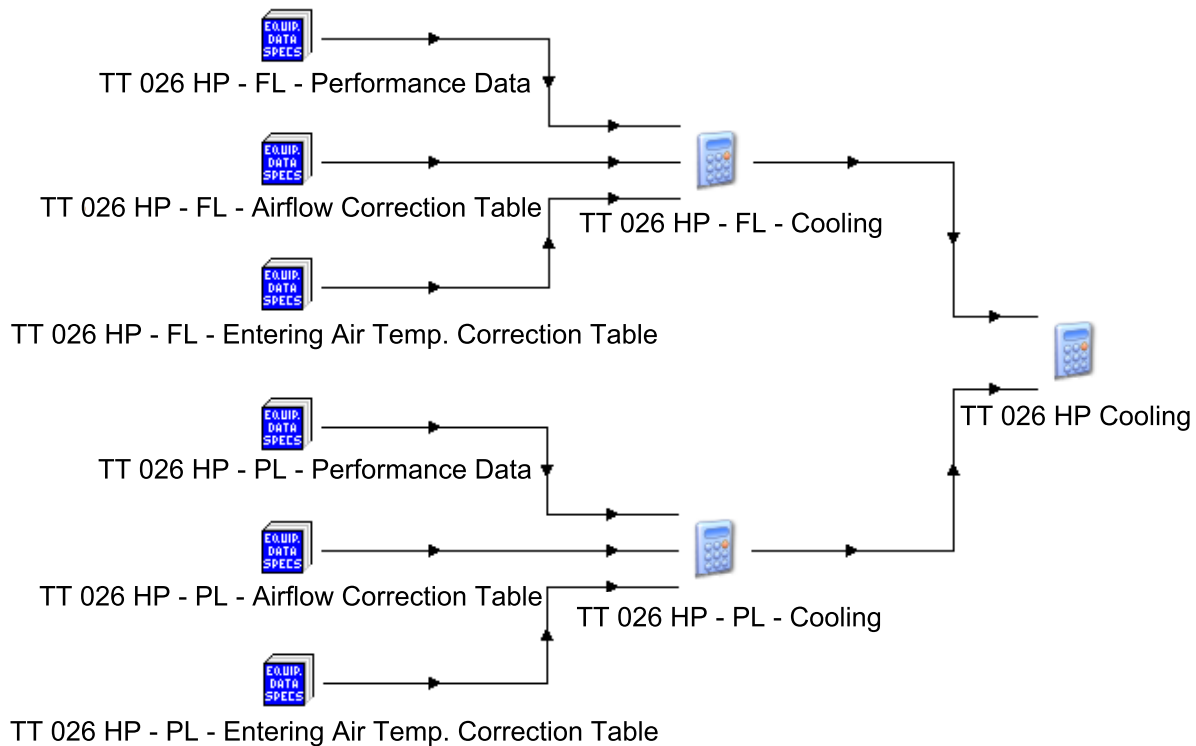 EQUIP.
DATA
SPECS
TT 026 HP - FL - Performance Data
EQUIP.
DATA
SPECS
TT 026 HP - FL - Airflow Correction Table
TT 026 HP - FL - Cooling
EQUIP.
DATA
SPECS
TT 026 HP - FL - Entering Air Temp. Correction Table
TT 026 HP Cooling
EQUIP.
DATA
SPECS
TT 026 HP - PL - Performance Data
EQUIP.
DATA
SPECS
TT 026 HP - PL - Airflow Correction Table
TT 026 HP - PL - Cooling
EQUIP.
DATA
SPECS
TT 026 HP - PL - Entering Air Temp. Correction Table